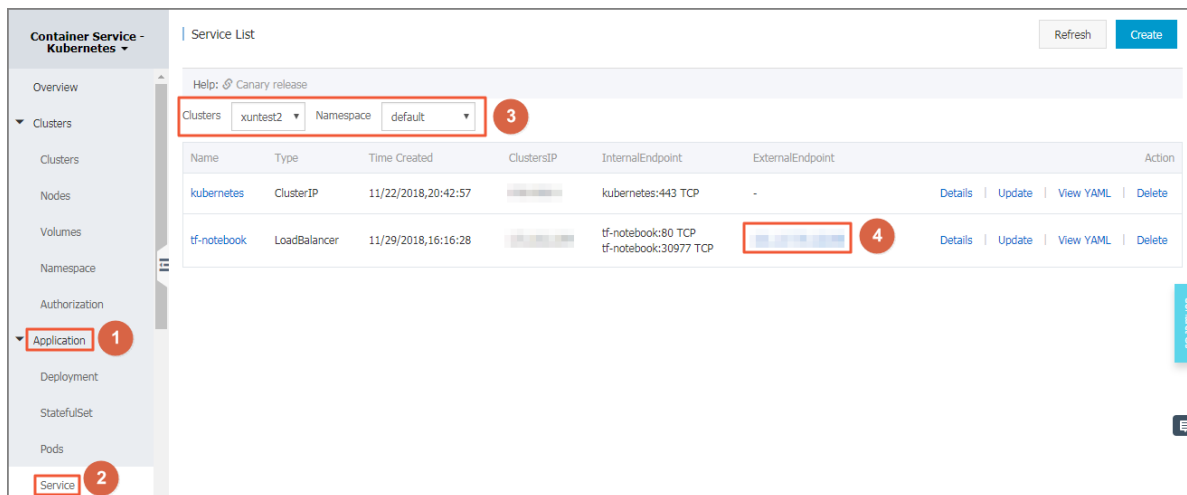 Container Service -
Kubernetes
Service List
Refresh
Create
Overview
Help: Canary release
Clusters
Clusters xuntest2 Namespace default 3
Clusters
Name Type Time Created ClustersIP InternalEndpoint ExternalEndpoint Action
Nodes
kubernetes ClusterIP 11/22/2018,20:42:57 kubernetes:443 TCP - Details | Update | View YAML | Delete
Volumes
tf-notebook LoadBalancer 11/29/2018,16:16:28 tf-notebook:80 TCP 4 Details | Update | View YAML | Delete
tf-notebook:30977 TCP
Namespace
Authorization
Application 1
Deployment
StatefulSet
Pods
Service 2